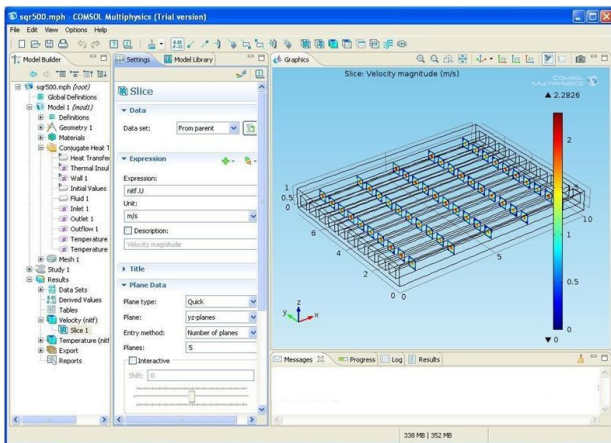 sqr500.mph - COMSOL Multiphysics (Trial version)
File Edit View Options Help
Model Builder
sqr500.mph (root)
Global Definitions
Model 1 (mod1)
Definitions
Geometry 1
Materials
Conjugate Heat T
Heat Transfer
Thermal Insul
Wall 1
Initial Values
Fluid 1
Inlet 1
Outlet 1
Outflow 1
Temperature
Temperature
Mesh 1
Study 1
Results
Data Sets
Derived Values
Tables
Velocity (nitf)
Slice 1
Temperature (nitf
Export
Reports
Settings Model Library
Slice
Data
Data set: From parent
Expression
Expression:
nitf.U
Unit:
m/s
Description:
Velocity magnitude
Title
Plane Data
Plane type: Quick
Plane: yz-planes
Entry method: Number of planes
Planes: 5
Interactive
Shift: 0
Graphics
Slice: Velocity magnitude (m/s)
COMSOL
MULTIPHYSICS
▲ 2.2826
2
1
0.5
0
▼ 0
1
0.5
0
6
4
2
0
0
5
10
z
y
x
Messages Progress Log Results
338 MB | 352 MB